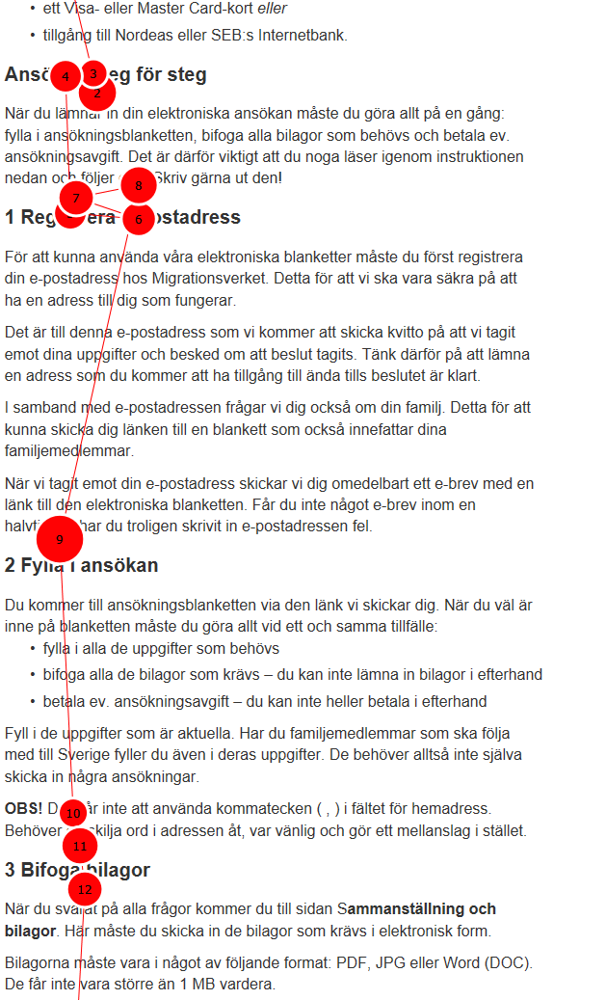 • ett Visa- eller Master Card-kort eller
• tillgång till Nordeas eller SEB:s Internetbank.
4 3
för steg
2
När du lämnar in din elektroniska ansökan måste du göra allt på en gång:
fylla i ansökningsblanketten, bifoga alla bilagor som behövs och betala ev.
ansökningsavgift. Det är därför viktigt att du noga läser igenom instruktionen
nedan och följer Skriv gärna ut den!
8
7
1 Registrera e-postadress
6
För att kunna använda våra elektroniska blanketter måste du först registrera
din e-postadress hos Migrationsverket. Detta för att vi ska vara säkra på att
ha en adress till dig som fungerar.
Det är till denna e-postadress som vi kommer att skicka kvitto på att vi tagit
emot dina uppgifter och besked om att beslut tagits. Tänk därför på att lämna
en adress som du kommer att ha tillgång till ända tills beslutet är klart.
I samband med e-postadressen frågar vi dig också om din familj. Detta för att
kunna skicka dig länken till en blankett som också innefattar dina
familjemedlemmar.
När vi tagit emot din e-postadress skickar vi dig omedelbart ett e-brev med en
länk till den elektroniska blanketten. Får du inte något e-brev inom en
har du troligen skrivit in e-postadressen fel.
9
2 Fylla i ansökan
Du kommer till ansökningsblanketten via den länk vi skickar dig. När du väl är
inne på blanketten måste du göra allt vid ett och samma tillfälle:
• fylla i alla de uppgifter som behövs
• bifoga alla de bilagor som krävs – du kan inte lämna in bilagor i efterhand
• betala ev. ansökningsavgift – du kan inte heller betala i efterhand
Fyll i de uppgifter som är aktuella. Har du familjemedlemmar som ska följa
med till Sverige fyller du även i deras uppgifter. De behöver alltså inte själva
skicka in några ansökningar.
OBS! inte att använda kommatecken ( , ) i fältet för hemadress.
10
Behöver skilja ord i adressen åt, var vänlig och gör ett mellanslag i stället.
11
3 Bifoga bilagor
12
När du svarat på alla frågor kommer du till sidan Sammanställning och
bilagor. Här måste du skicka in de bilagor som krävs i elektronisk form.
Bilagorna måste vara i något av följande format: PDF, JPG eller Word (DOC).
De får inte vara större än 1 MB vardera.